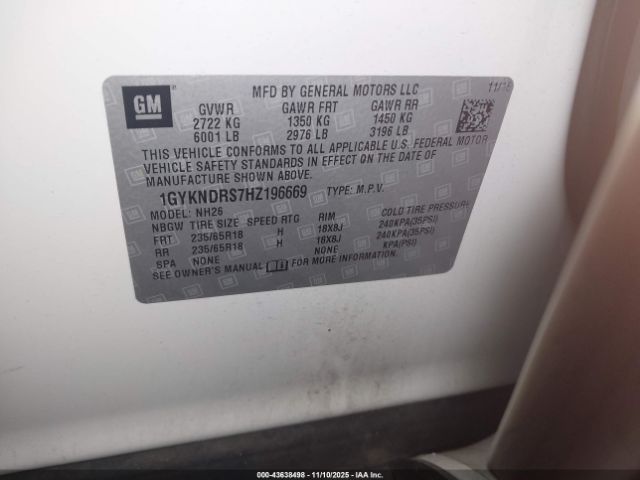 GM
MFD BY GENERAL MOTORS LLC
GVWR GAWR FRT GAWR RR
2722 KG 1350 KG 1450 KG
6001 LB 2976 LB 3196 LB
THIS VEHICLE CONFORMS TO ALL APPLICABLE U.S. FEDERAL MOTOR
VEHICLE SAFETY STANDARDS IN EFFECT ON THE DATE OF
MANUFACTURE SHOWN ABOVE.
1GYKNDRS7HZ196669 TYPE: M.P.V.
MODEL: NH26
NBGW TIRE SIZE SPEED RTG RIM COLD TIRE PRESSURE
FRT 235/65R18 H 18X8J 240KPA(35PSI)
RR 235/65R18 H 18X8J 240KPA(35PSI)
SPA NONE NONE KPA(PSI)
SEE OWNER'S MANUAL
000-43638498 - 11/10/2025 - IAA Inc.